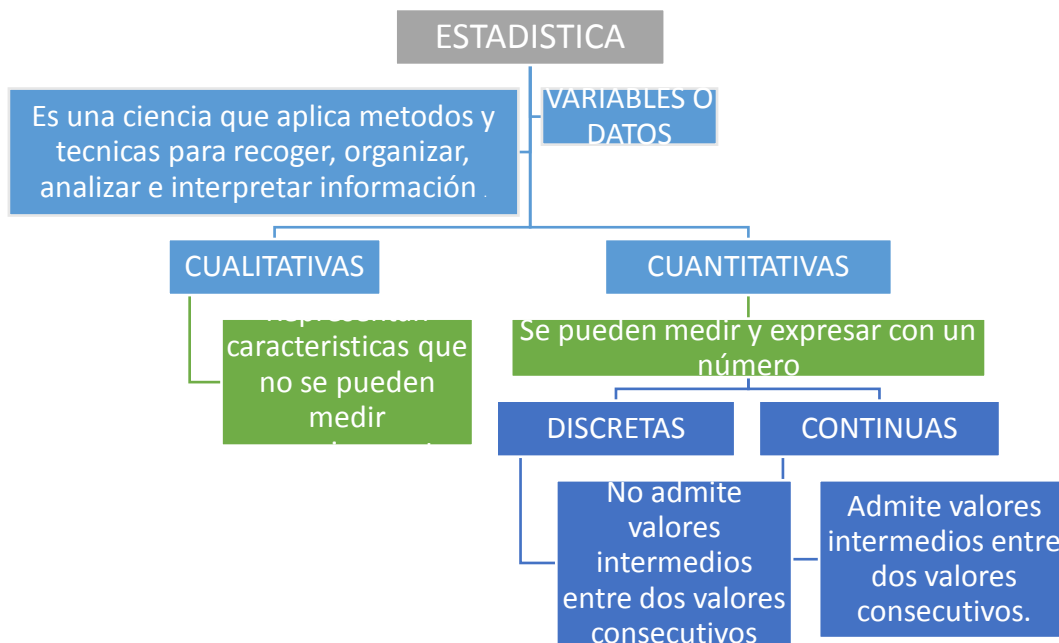 ESTADISTICA
Es una ciencia que aplica metodos y
tecnicas para recoger, organizar,
analizar e interpretar información .
VARIABLES O
DATOS
CUALITATIVAS
CUANTITATIVAS
Representan
caracteristicas que
no se pueden
medir
Se pueden medir y expresar con un
número
DISCRETAS
CONTINUAS
No admite
valores
intermedios
entre dos valores
consecutivos
Admite valores
intermedios entre
dos valores
consecutivos.